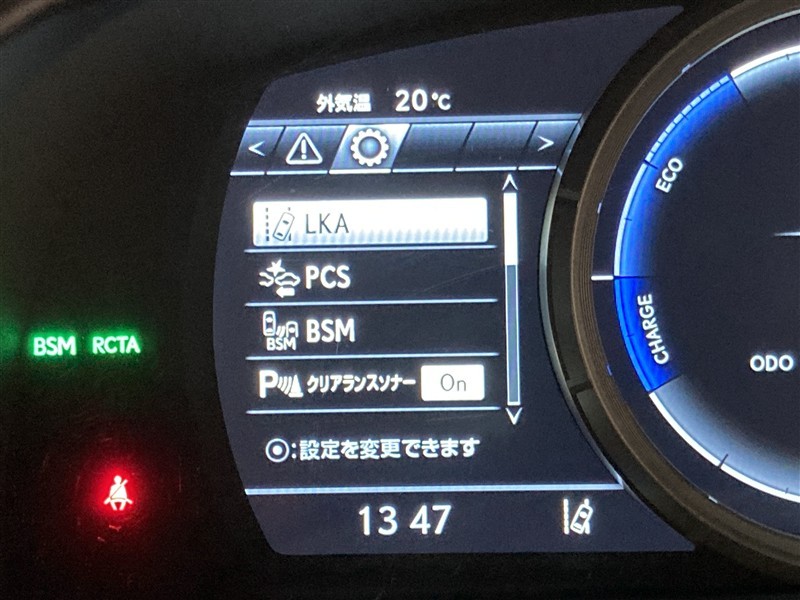 外気温 20℃
< >
LKA
PCS
BSM BSM
P クリアランスソナー On
:設定を変更できます
13 47
BSM RCTA
ECO
CHARGE
ODO